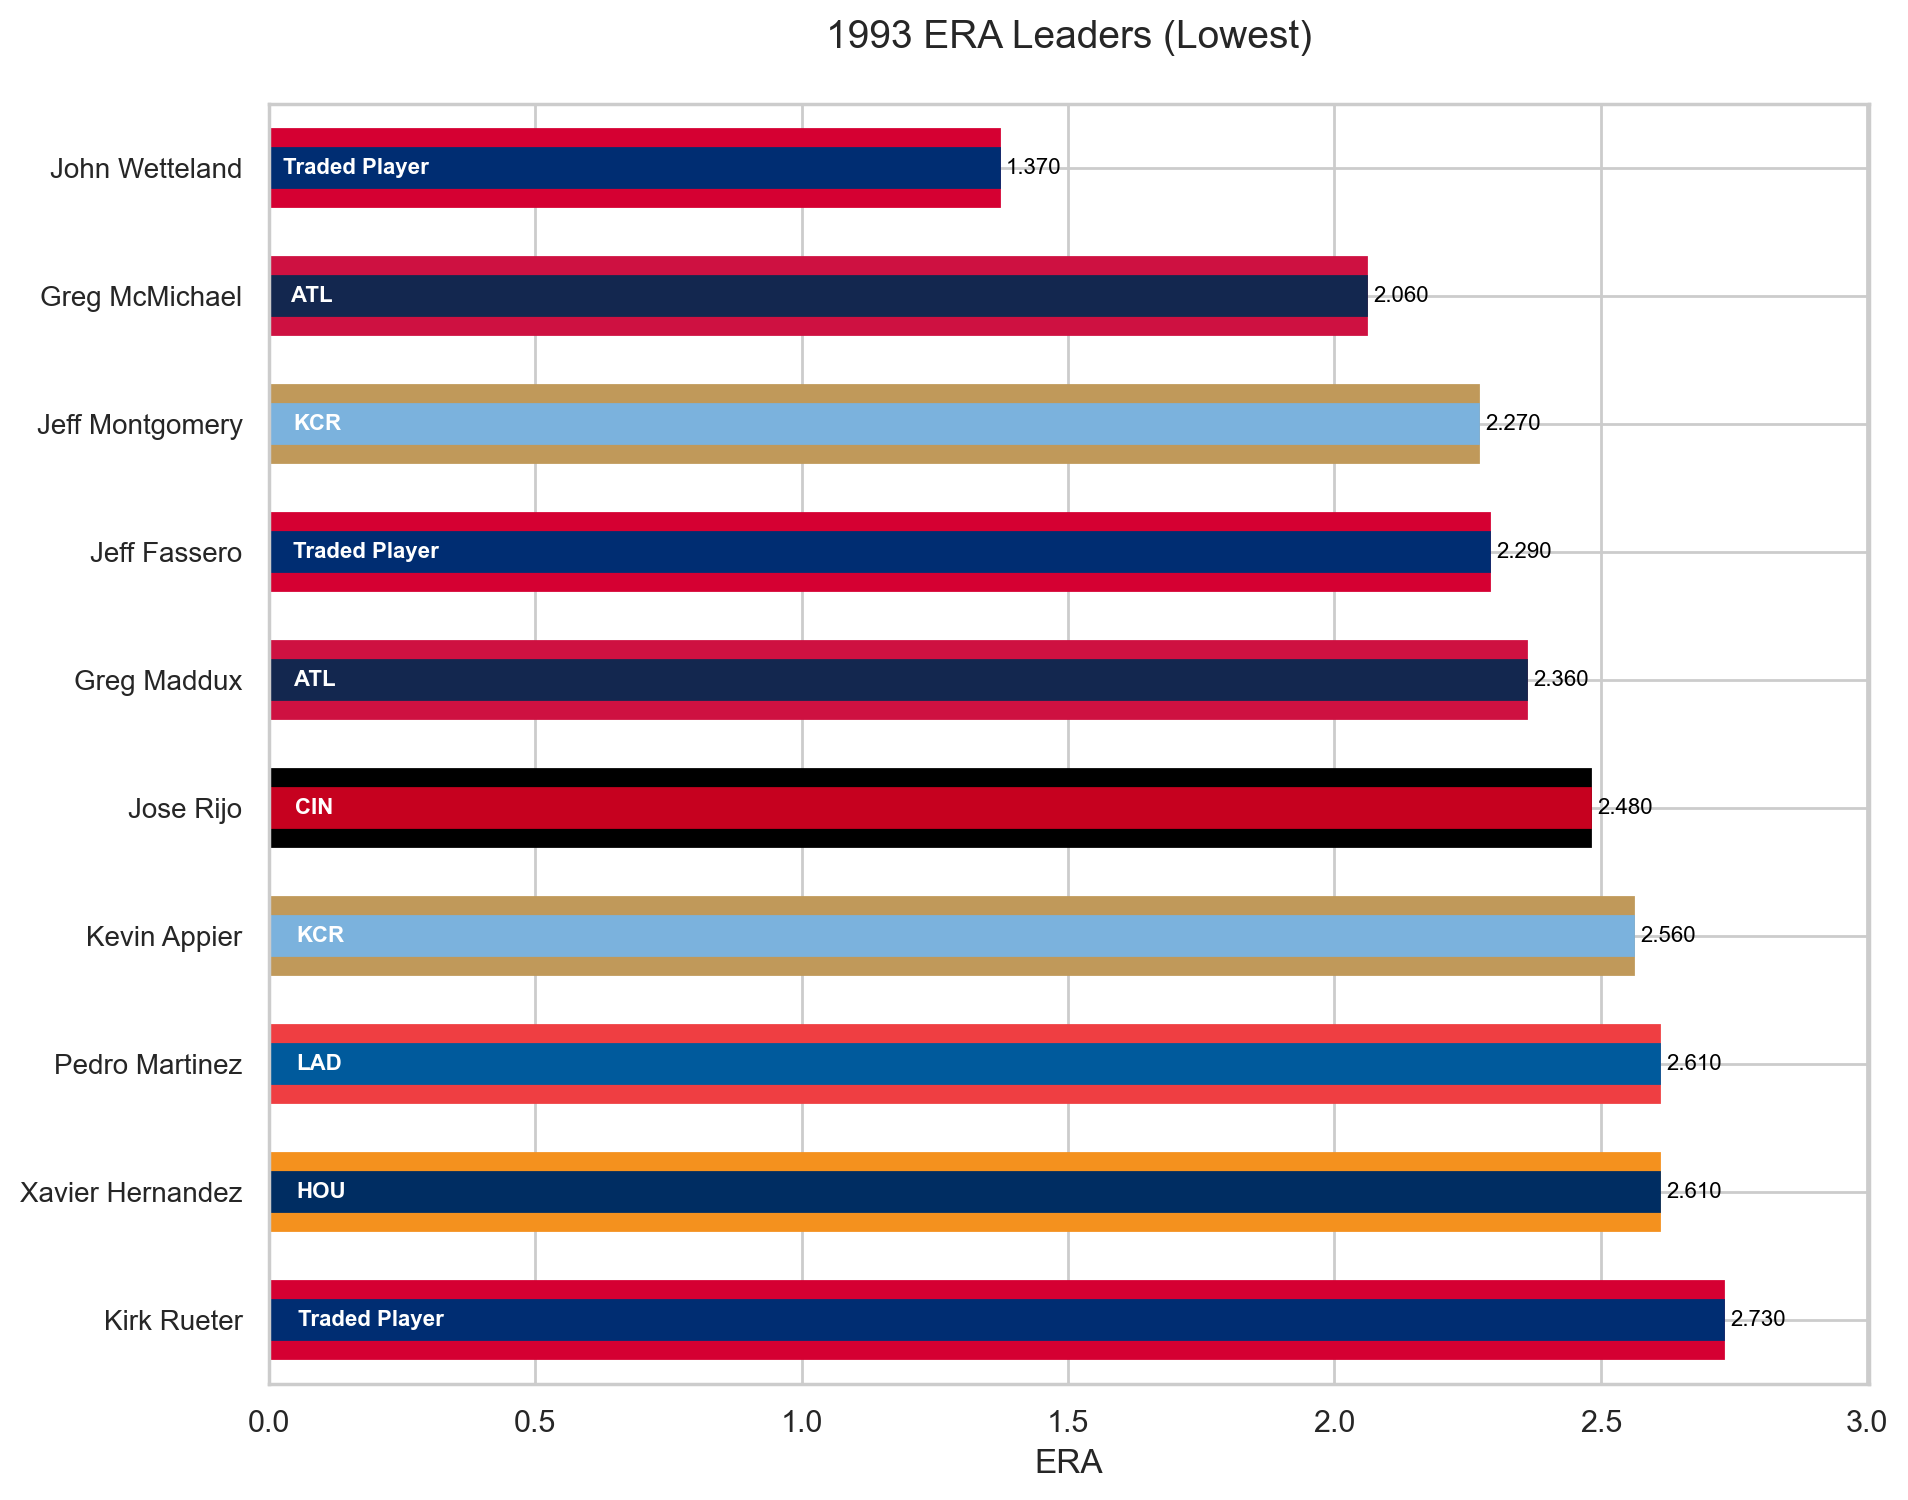 1993 ERA Leaders (Lowest)
John Wetteland Traded Player 1.370
Greg McMichael ATL 2.060
Jeff Montgomery KCR 2.270
Jeff Fassero Traded Player 2.290
Greg Maddux ATL 2.360
Jose Rijo CIN 2.480
Kevin Appier KCR 2.560
Pedro Martinez LAD 2.610
Xavier Hernandez HOU 2.610
Kirk Rueter Traded Player 2.730
0.0 0.5 1.0 1.5 2.0 2.5 3.0
ERA